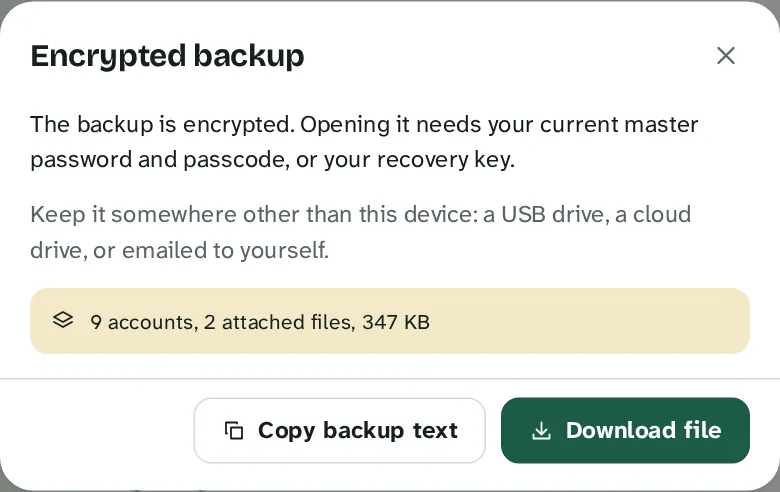 Encrypted backup
The backup is encrypted. Opening it needs your current master
password and passcode, or your recovery key.
Keep it somewhere other than this device: a USB drive, a cloud
drive, or emailed to yourself.
9 accounts, 2 attached files, 347 KB
Copy backup text
Download file